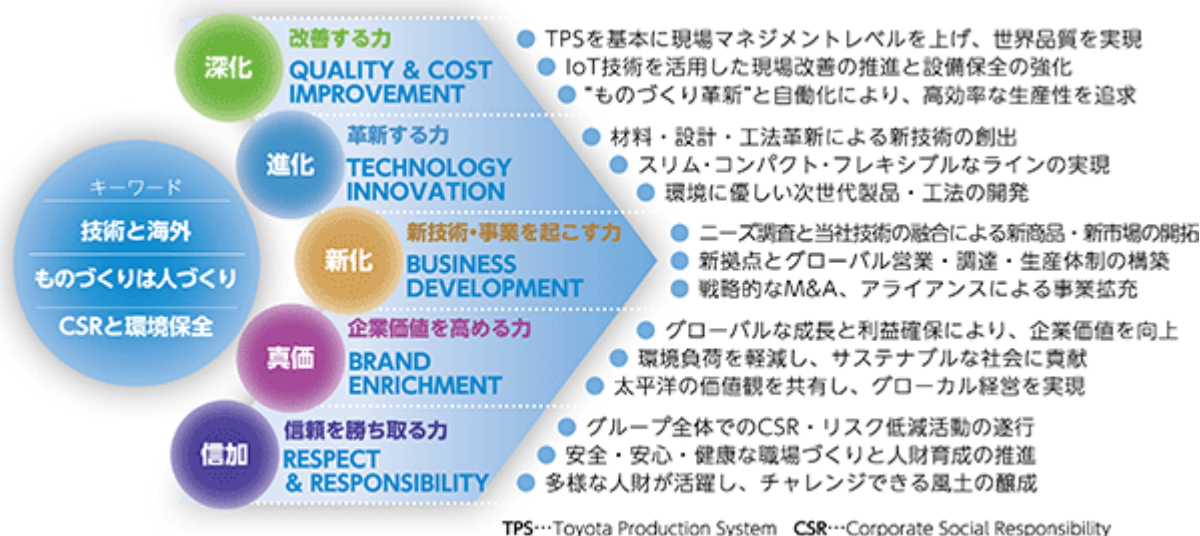 キーワード
技術と海外
ものづくりは人づくり
CSRと環境保全
深化
改善する力
QUALITY & COST
IMPROVEMENT
TPSを基本に現場マネジメントレベルを上げ、世界品質を実現
IoT技術を活用した現場改善の推進と設備保全の強化
"ものづくり革新"と自働化により、高効率な生産性を追求
進化
革新する力
TECHNOLOGY
INNOVATION
材料・設計・工法革新による新技術の創出
スリム・コンパクト・フレキシブルなラインの実現
環境に優しい次世代製品・工法の開発
新化
新技術・事業を起こす力
BUSINESS
DEVELOPMENT
ニーズ調査と当社技術の融合による新商品・新市場の開拓
新拠点とグローバル営業・調達・生産体制の構築
戦略的なM&A、アライアンスによる事業拡充
真価
企業価値を高める力
BRAND
ENRICHMENT
グローバルな成長と利益確保により、企業価値を向上
環境負荷を軽減し、サステナブルな社会に貢献
太平洋の価値観を共有し、グローカル経営を実現
信加
信頼を勝ち取る力
RESPECT
& RESPONSIBILITY
グループ全体でのCSR・リスク低減活動の遂行
安全・安心・健康な職場づくりと人財育成の推進
多様な人財が活躍し、チャレンジできる風土の醸成
TPS…Toyota Production System CSR…Corporate Social Responsibility